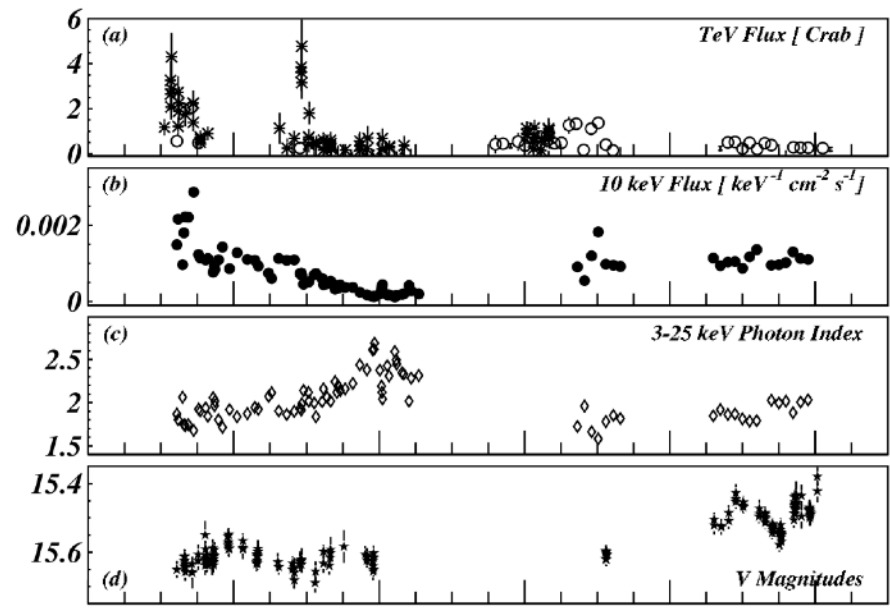 6
(a)
TeV Flux [ Crab ]
4
2
0
(b)
10 keV Flux [ keV⁻¹ cm⁻² s⁻¹ ]
0.002
0
(c)
3-25 keV Photon Index
2.5
2
1.5
15.4
15.6
(d)
V Magnitudes